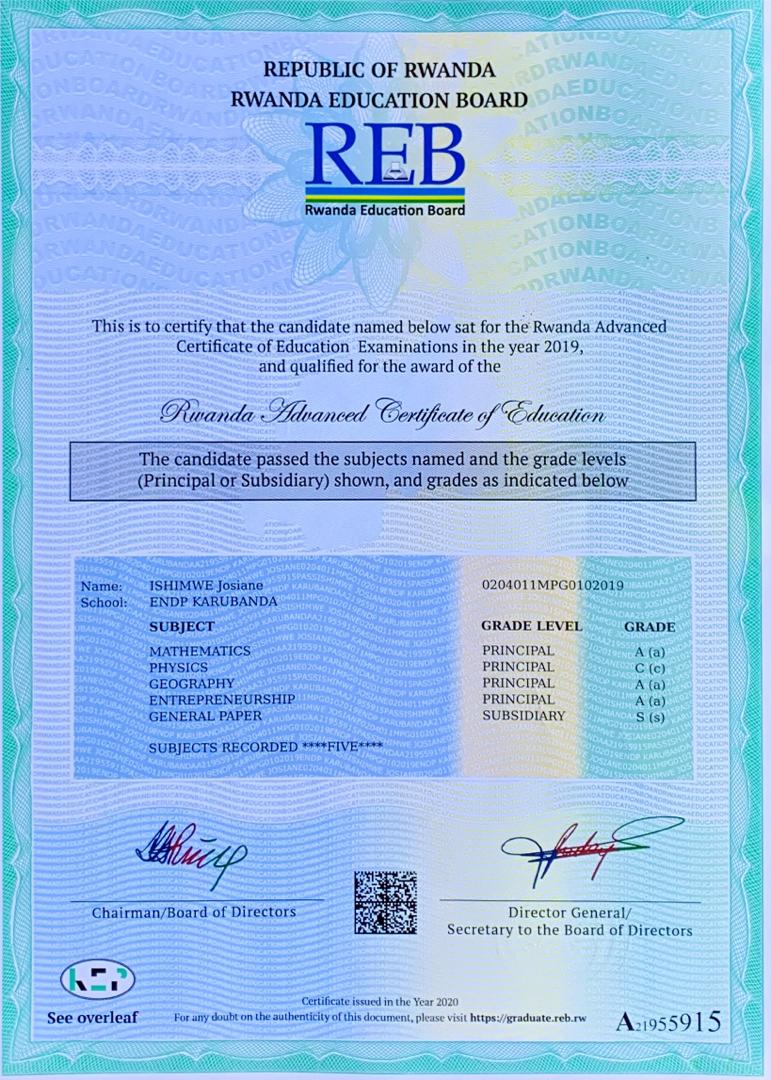 REPUBLIC OF RWANDA
RWANDA EDUCATION BOARD
REB
Rwanda Education Board
This is to certify that the candidate named below sat for the Rwanda Advanced
Certificate of Education Examinations in the year 2019,
and qualified for the award of the
Rwanda Advanced Certificate of Education
The candidate passed the subjects named and the grade levels
(Principal or Subsidiary) shown, and grades as indicated below
Name: ISHIMWE Josiane 0204011MPG0102019
School: ENDP KARUBANDA
SUBJECT GRADE LEVEL GRADE
MATHEMATICS PRINCIPAL A (a)
PHYSICS PRINCIPAL C (c)
GEOGRAPHY PRINCIPAL A (a)
ENTREPRENEURSHIP PRINCIPAL A (a)
GENERAL PAPER SUBSIDIARY S (s)
SUBJECTS RECORDED ****FIVE****
Chairman/Board of Directors
Director General/
Secretary to the Board of Directors
See overleaf
Certificate issued in the Year 2020
For any doubt on the authenticity of this document, please visit https://graduate.reb.rw
A21955915